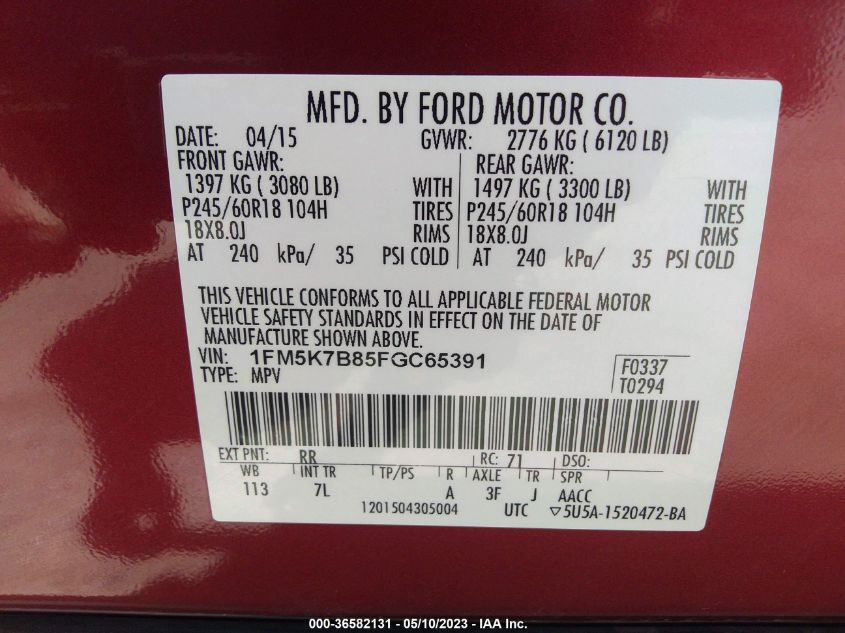 MFD. BY FORD MOTOR CO.
DATE: 04/15 GVWR: 2776 KG ( 6120 LB)
FRONT GAWR: REAR GAWR:
1397 KG ( 3080 LB) WITH 1497 KG ( 3300 LB) WITH
P245/60R18 104H TIRES P245/60R18 104H TIRES
18X8.0J RIMS 18X8.0J RIMS
AT 240 kPa/ 35 PSI COLD AT 240 kPa/ 35 PSI COLD
THIS VEHICLE CONFORMS TO ALL APPLICABLE FEDERAL MOTOR
VEHICLE SAFETY STANDARDS IN EFFECT ON THE DATE OF
MANUFACTURE SHOWN ABOVE.
VIN: 1FM5K7B85FGC65391 F0337
TYPE: MPV T0294
EXT PNT: RR RC: 71 DSO:
WB INT TR TP/PS R AXLE TR SPR
113 7L A 3F J AACC
1201504305004 UTC ▽5U5A-1520472-BA
000-36582131 - 05/10/2023 - IAA Inc.